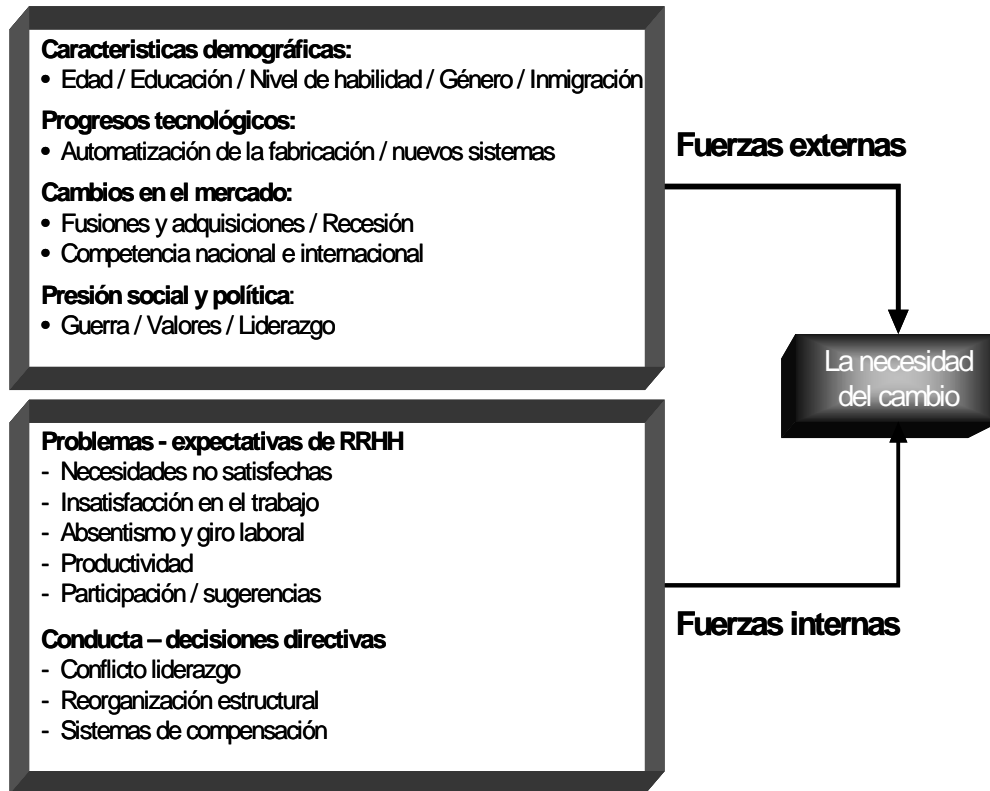 Caracteristicas demográficas:
• Edad / Educación / Nivel de habilidad / Género / Inmigración
Progresos tecnológicos:
• Automatización de la fabricación / nuevos sistemas
Cambios en el mercado:
• Fusiones y adquisiciones / Recesión
• Competencia nacional e internacional
Presión social y política:
• Guerra / Valores / Liderazgo
Fuerzas externas
La necesidad
del cambio
Problemas - expectativas de RRHH
- Necesidades no satisfechas
- Insatisfacción en el trabajo
- Absentismo y giro laboral
- Productividad
- Participación / sugerencias
Conducta – decisiones directivas
- Conflicto liderazgo
- Reorganización estructural
- Sistemas de compensación
Fuerzas internas